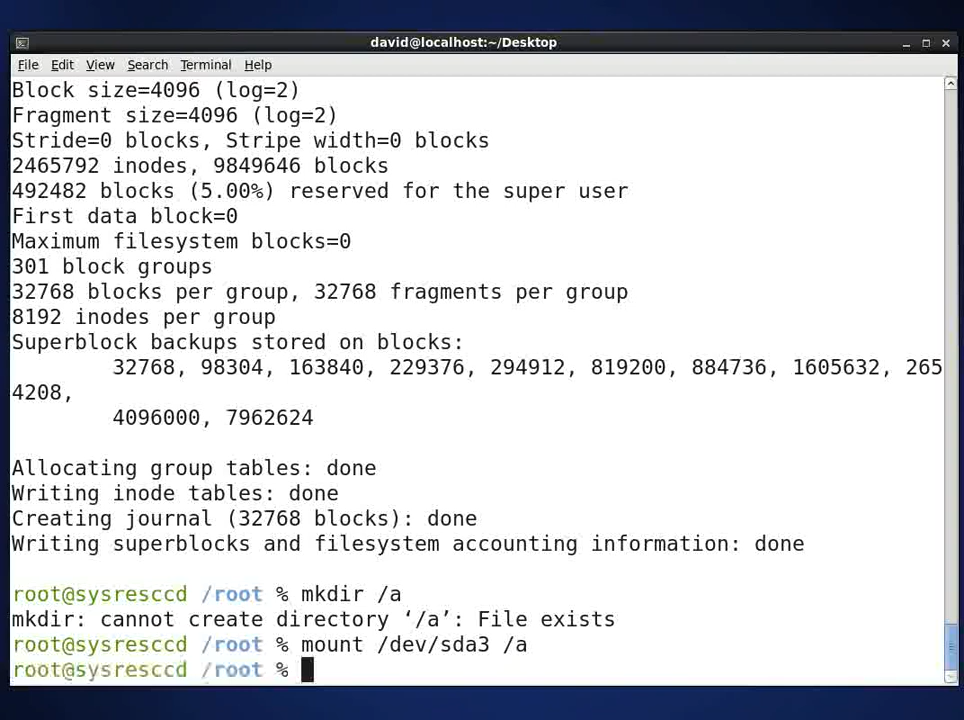 david@localhost:~/Desktop
File Edit View Search Terminal Help
Block size=4096 (log=2)
Fragment size=4096 (log=2)
Stride=0 blocks, Stripe width=0 blocks
2465792 inodes, 9849646 blocks
492482 blocks (5.00%) reserved for the super user
First data block=0
Maximum filesystem blocks=0
301 block groups
32768 blocks per group, 32768 fragments per group
8192 inodes per group
Superblock backups stored on blocks:
32768, 98304, 163840, 229376, 294912, 819200, 884736, 1605632, 265
4208,
4096000, 7962624
Allocating group tables: done
Writing inode tables: done
Creating journal (32768 blocks): done
Writing superblocks and filesystem accounting information: done
root@sysresccd /root % mkdir /a
mkdir: cannot create directory ‘/a’: File exists
root@sysresccd /root % mount /dev/sda3 /a
root@sysresccd /root %